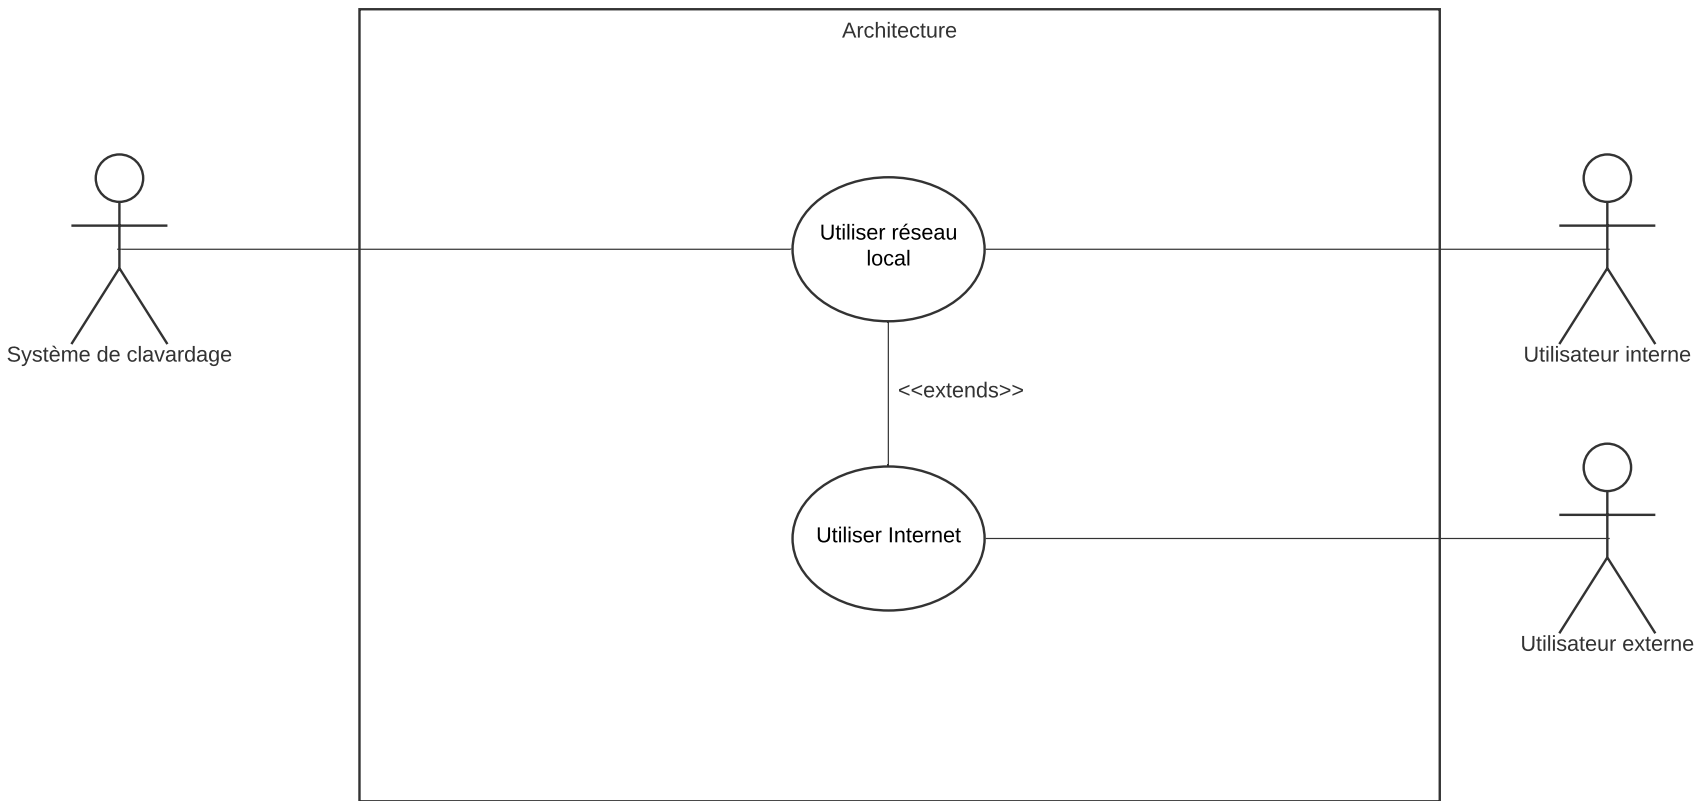 Architecture
Utiliser réseau
local
Système de clavardage
Utilisateur interne
<<extends>>
Utiliser Internet
Utilisateur externe